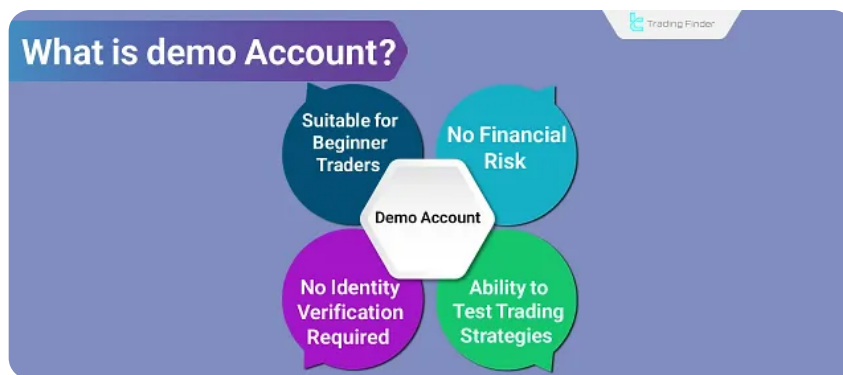 What is demo Account?
Trading Finder
Suitable for
Beginner
Traders
No Financial
Risk
Demo Account
No Identity
Verification
Required
Ability to
Test Trading
Strategies